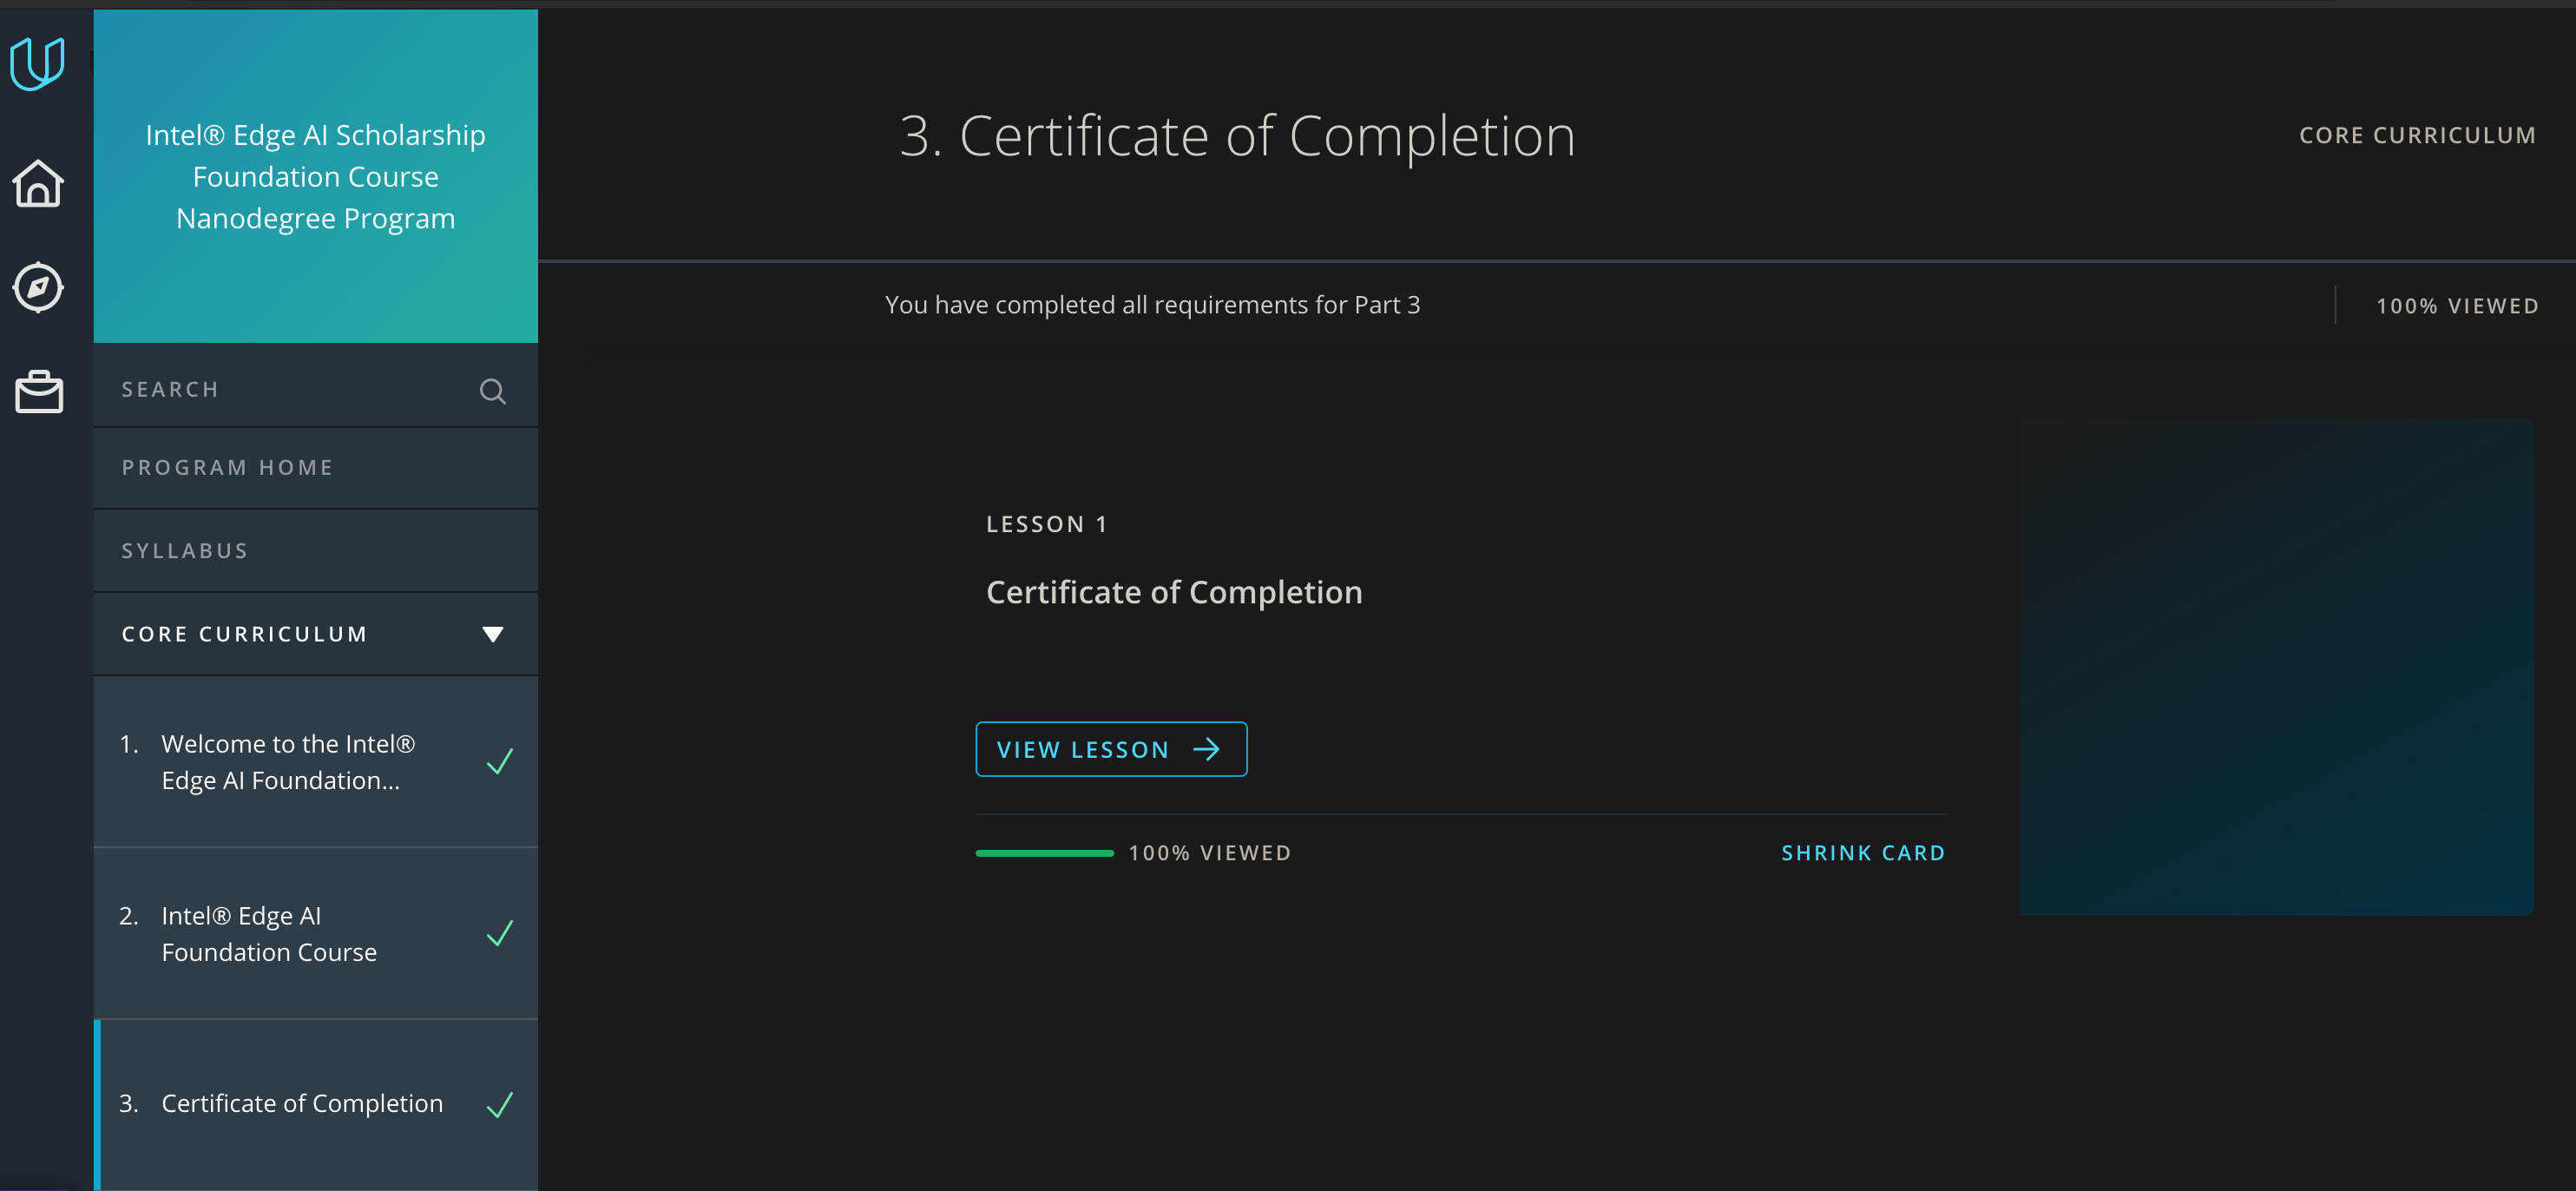 Intel® Edge AI Scholarship
Foundation Course
Nanodegree Program
SEARCH
PROGRAM HOME
SYLLABUS
CORE CURRICULUM
1. Welcome to the Intel®
Edge AI Foundation...
2. Intel® Edge AI
Foundation Course
3. Certificate of Completion
3. Certificate of Completion
CORE CURRICULUM
You have completed all requirements for Part 3
100% VIEWED
LESSON 1
Certificate of Completion
VIEW LESSON
100% VIEWED
SHRINK CARD